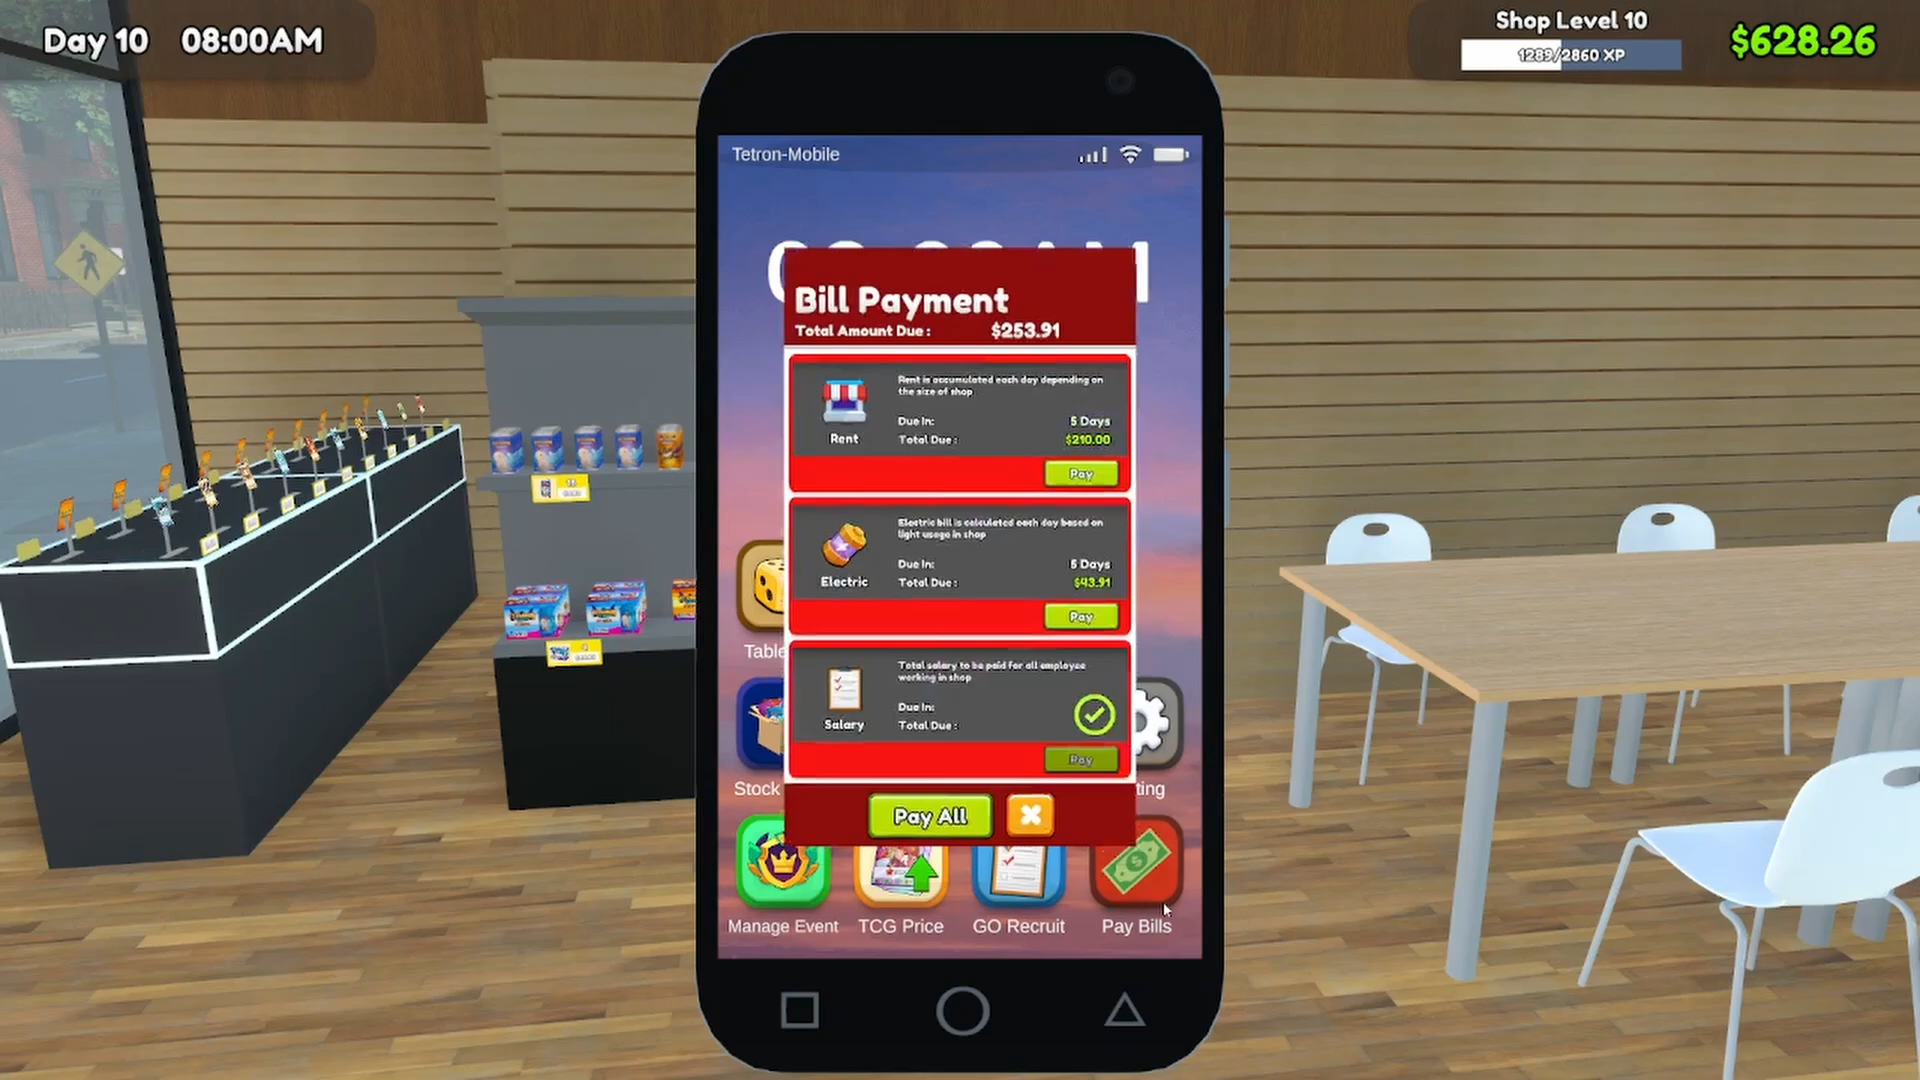 Day 10 08:00AM
Shop Level 10
1289/2860 XP
$628.26
Tetron-Mobile
Bill Payment
Total Amount Due : $253.91
Rent is accumulated each day depending on
the size of shop
Due In: 5 Days
Rent
Total Due : $210.00
Pay
Electric bill is calculated each day based on
light usage in shop
Due In: 5 Days
Electric
Total Due : $43.91
Pay
Total salary to be paid for all employee
working in shop
Due In:
Salary
Total Due :
Pay
Pay All
Table
Stock
ting
Manage Event
TCG Price
GO Recruit
Pay Bills